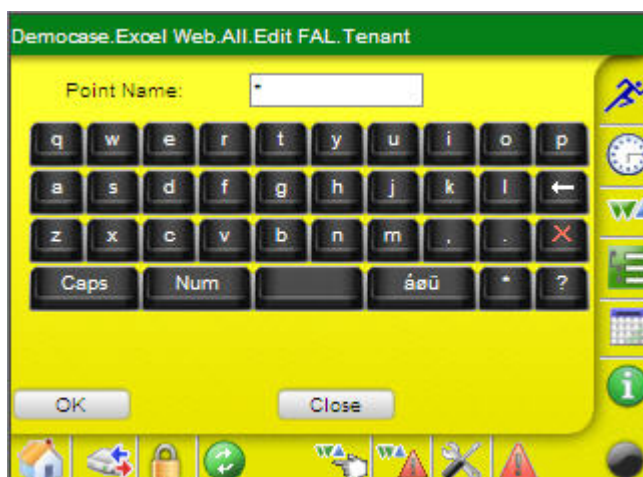 Democase.Excel Web.All.Edit FAL.Tenant
Point Name: *
q w e r t y u i o p
a s d f g h j k l ←
z x c v b n m , . X
Caps Num áøū * ?
OK Close